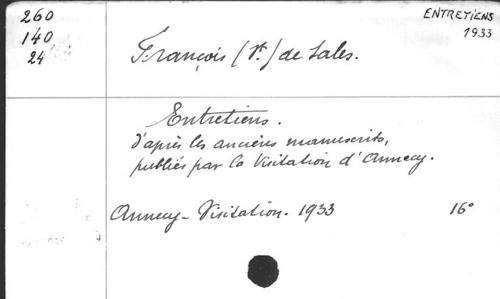 260
140
24
ENTRETIENS
1933
François (St) de Sales.
Entretiens.
d'après les anciens manuscrits,
publiés par la Visitation d'Annecy.
Annecy - Visitation. 1933 16°